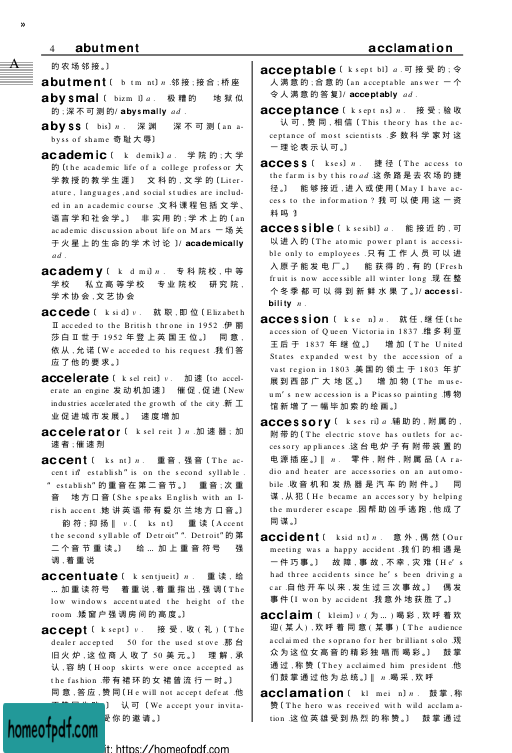 »
4 abutment acclamation
A
的农场邻接。〕
abutment〔 b tm nt〕n .邻接;接合;桥座
abysmal〔 bizm l〕a . 极糟的 地狱似
的;深不可测的/ abysmally ad .
abyss〔 bis〕n . 深渊 深不可测〔an a-
byss of shame 奇耻大辱〕
academic〔 k demik〕a . 学院的;大学
的〔the academic life of a college professor 大
学教授的教学生涯〕 文科的,文学的〔Liter-
ature , languages ,and social studies are includ-
ed in an academic course .文科课程包括文学、
语言学和社会学。〕 非实用的;学术上的〔an
academic discussion about life on Mars 一场关
于火星上的生命的学术讨论〕/ academically
ad .
academy〔 k d mi〕n . 专科院校,中等
学校 私立高等学校 专业院校 研究院,
学术协会,文艺协会
accede〔 k si d〕v . 就职,即位〔Elizabeth
Ⅱ acceded to the British throne in 1952 .伊丽
莎白Ⅱ世于 1952 年登上英国王位。〕 同意,
依从,允诺〔We acceded to his request .我们答
应了他的要求。〕
accelerate〔 k sel reit〕v . 加速〔to accel-
erate an engine 发动机加速〕 催促,促进〔New
industries accelerated the growth of the city .新工
业促进城市发展。〕 速度增加
accelerator〔 k sel reit 〕n .加速器;加
速者;催速剂
accent〔 ks nt〕n . 重音,强音〔The ac-
cent in″ establish″ is on the second syllable .
“ establish”的重音在第二音节。〕 重音;次重
音 地方口音〔She speaks English with an I-
rish accent .她讲英语带有爱尔兰地方口音。〕
韵符;抑扬‖ v .〔 ks nt〕 重读〔Accent
the second syllable of″ Detroit″“. Detroit”的第
二个音节重读。〕 给…加上重音符号 强
调,着重说
accentuate〔 k sentjueit〕n . 重读,给
…加重读符号 着重说,着重指出,强调〔The
low windows accentuated the height of the
room .矮窗户强调房间的高度。〕
accept〔 k sept〕v . 接受,收(礼)〔The
dealer accepted 50 for the used stove .那台
旧火炉,这位商人收了 50 美元。〕 理解,承
认,容纳〔Hoop skirts were once accepted as
the fashion .带有裙环的女裙曾流行一时。〕
同意,答应,赞同〔He will not accept defeat .他
认可〔We accept your invita-
受你的邀请。〕
acceptable〔 k sept bl〕a .可接受的;令
人满意的;合意的〔an acceptable answer 一个
令人满意的答复〕/ acceptably ad .
acceptance〔 k sept ns〕n . 接受;验收
认可,赞同,相信〔This theory has the ac-
ceptance of most scientists .多数科学家对这
一理论表示认可。〕
access〔 kses〕n . 捷径〔The access to
the farm is by this road .这条路是去农场的捷
径。〕 能够接近,进入或使用〔May I have ac-
cess to the information ? 我可以使用这一资
料吗?〕
accessible〔 k sesibl〕a . 能接近的,可
以进入的〔The atomic power plant is accessi-
ble only to employees .只有工作人员可以进
入原子能发电厂。〕 能获得的,有的〔Fresh
fruit is now accessible all winter long .现在整
个冬季都可以得到新鲜水果了。〕/ accessi-
bility n .
accession〔 k se n〕n . 就任,继任〔the
accession of Queen Victoria in 1837 .维多利亚
王后于 1837 年继位。〕 增加〔The United
States expanded west by the accession of a
vast region in 1803 .美国的领土于 1803 年扩
展到西部广大地区。〕 增加物〔The muse-
um′s new accession is a Picasso painting .博物
馆新增了一幅毕加索的绘画。〕
accessory〔 k ses ri〕a .辅助的,附属的,
附带的〔The electric stove has outlets for ac-
cessory appliances .这台电炉子有附带装置的
电源插座。〕‖ n . 零件,附件,附属品〔A ra-
dio and heater are accessories on an automo-
bile .收音机和发热器是汽车的附件。〕 同
谋,从犯〔He became an accessory by helping
the murderer escape .因帮助凶手逃跑,他成了
同谋。〕
accident〔 ksid nt〕n . 意外,偶然〔Our
meeting was a happy accident .我们的相遇是
一件巧事。〕 故障,事故,不幸,灾难〔He′s
had three accidents since he′s been driving a
car .自他开车以来,发生过三次事故。〕 偶发
事件〔I won by accident .我意外地获胜了。〕
acclaim〔 kleim〕v .(为…)喝彩,欢呼着欢
迎(某人),欢呼着同意(某事)〔The audience
acclaimed the soprano for her brilliant solo .观
众为这位女高音的精彩独唱而喝彩。〕 鼓掌
通过,称赞〔They acclaimed him president .他
们鼓掌通过他为总统。〕‖ n .喝采,欢呼
acclamation〔 kl mei n〕n . 鼓掌,称
赞〔The hero was received with wild acclama-
tion .这位英雄受到热烈的称赞。〕 鼓掌通过
homeofpdf.com
it: https://homeofpdf.com